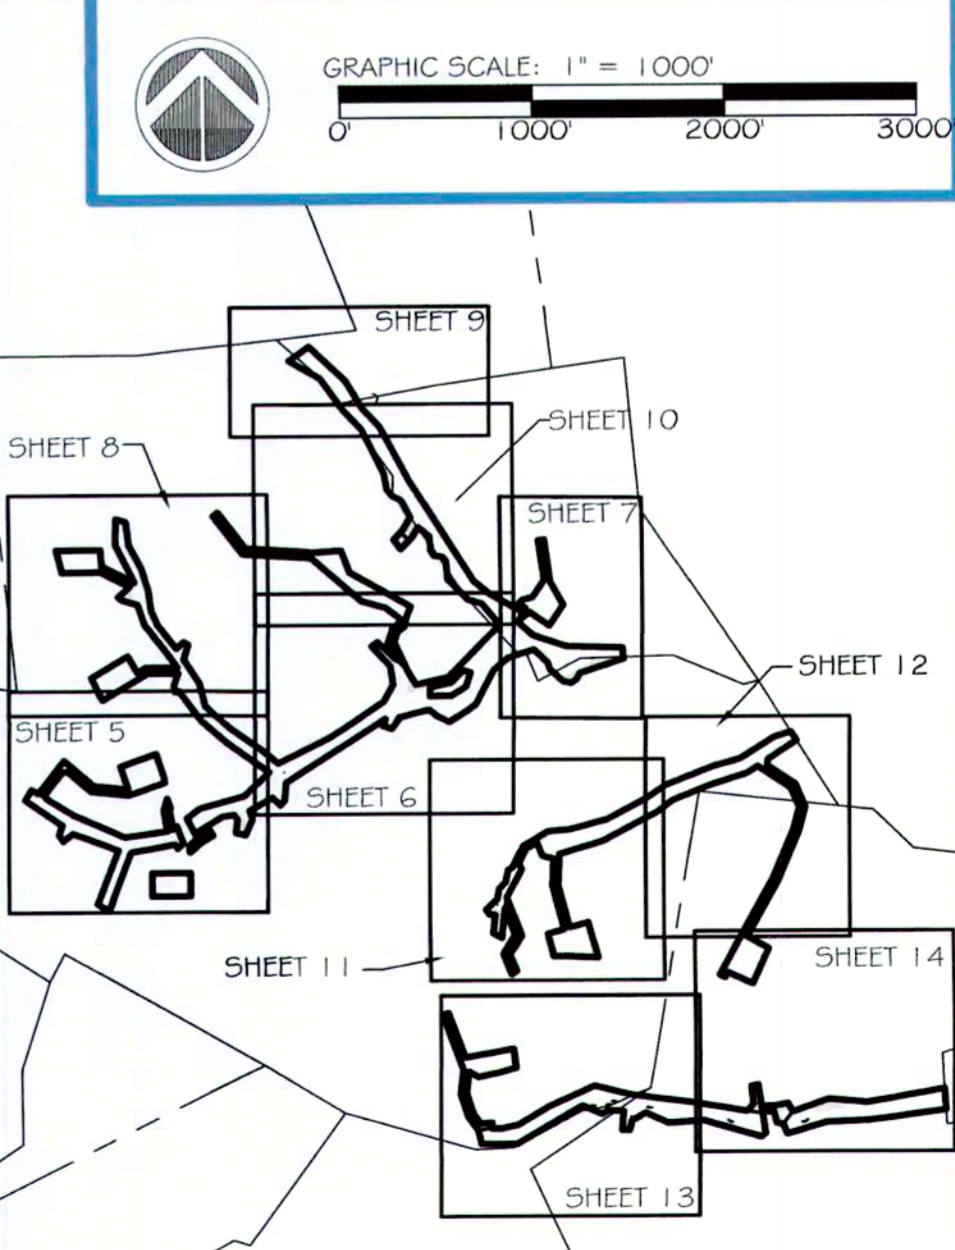 GRAPHIC SCALE: 1" = 1000'
0' 1000' 2000' 3000'
SHEET 9
SHEET 10
SHEET 8
SHEET 7
SHEET 12
SHEET 5
SHEET 6
SHEET 11
SHEET 14
SHEET 13